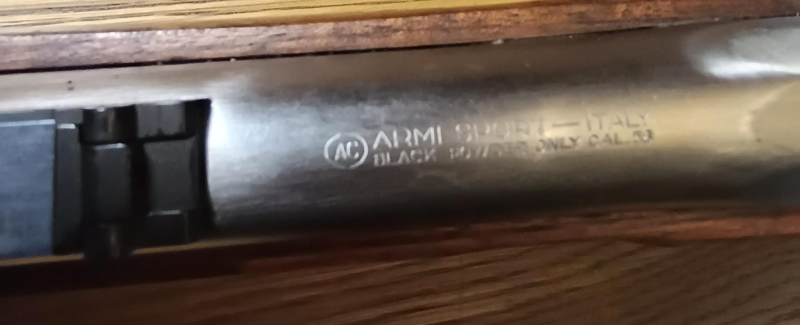 AC ARMI SPORT — ITALY
BLACK POWDER ONLY CAL.58